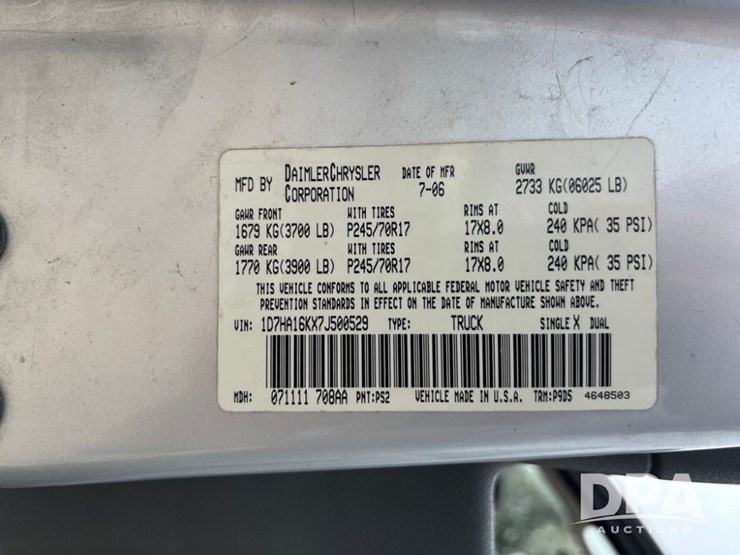 MFD BY DAIMLERCHRYSLER CORPORATION DATE OF MFR 7-06 GVWR 2733 KG(06025 LB)
GAWR FRONT WITH TIRES RIMS AT COLD
1679 KG(3700 LB) P245/70R17 17X8.0 240 KPA( 35 PSI)
GAWR REAR WITH TIRES RIMS AT COLD
1770 KG(3900 LB) P245/70R17 17X8.0 240 KPA( 35 PSI)
THIS VEHICLE CONFORMS TO ALL APPLICABLE FEDERAL MOTOR VEHICLE SAFETY AND THEFT
PREVENTION STANDARDS IN EFFECT ON THE DATE OF MANUFACTURE SHOWN ABOVE.
VIN: 1D7HA16KX7J500529 TYPE: TRUCK SINGLE X DUAL
MDH: 071111 708AA PNT:PS2 VEHICLE MADE IN U.S.A. TRM:P9D5 4648503
DPA
AUCTIONS